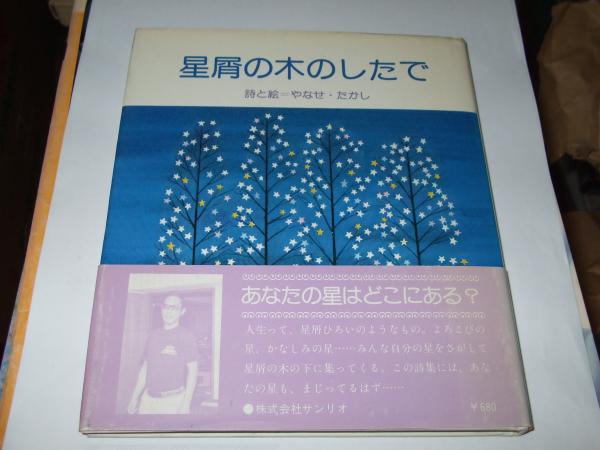 星屑の木のしたで
詩と絵=やなせ・たかし
あなたの星はどこにある?
人生って、星屑ひろいのようなもの。よろこびの
星、かなしみの星……みんな自分の星をさがして
星屑の木の下に集ってくる。この詩集には、あな
たの星も、まじってるはず……
●株式会社サンリオ
¥680